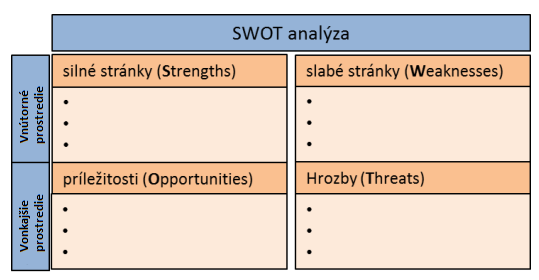 SWOT analýza
Vnútorné
prostredie
silné stránky (Strengths)
•
•
•
slabé stránky (Weaknesses)
•
•
•
Vonkajšie
prostredie
príležitosti (Opportunities)
•
•
•
Hrozby (Threats)
•
•
•